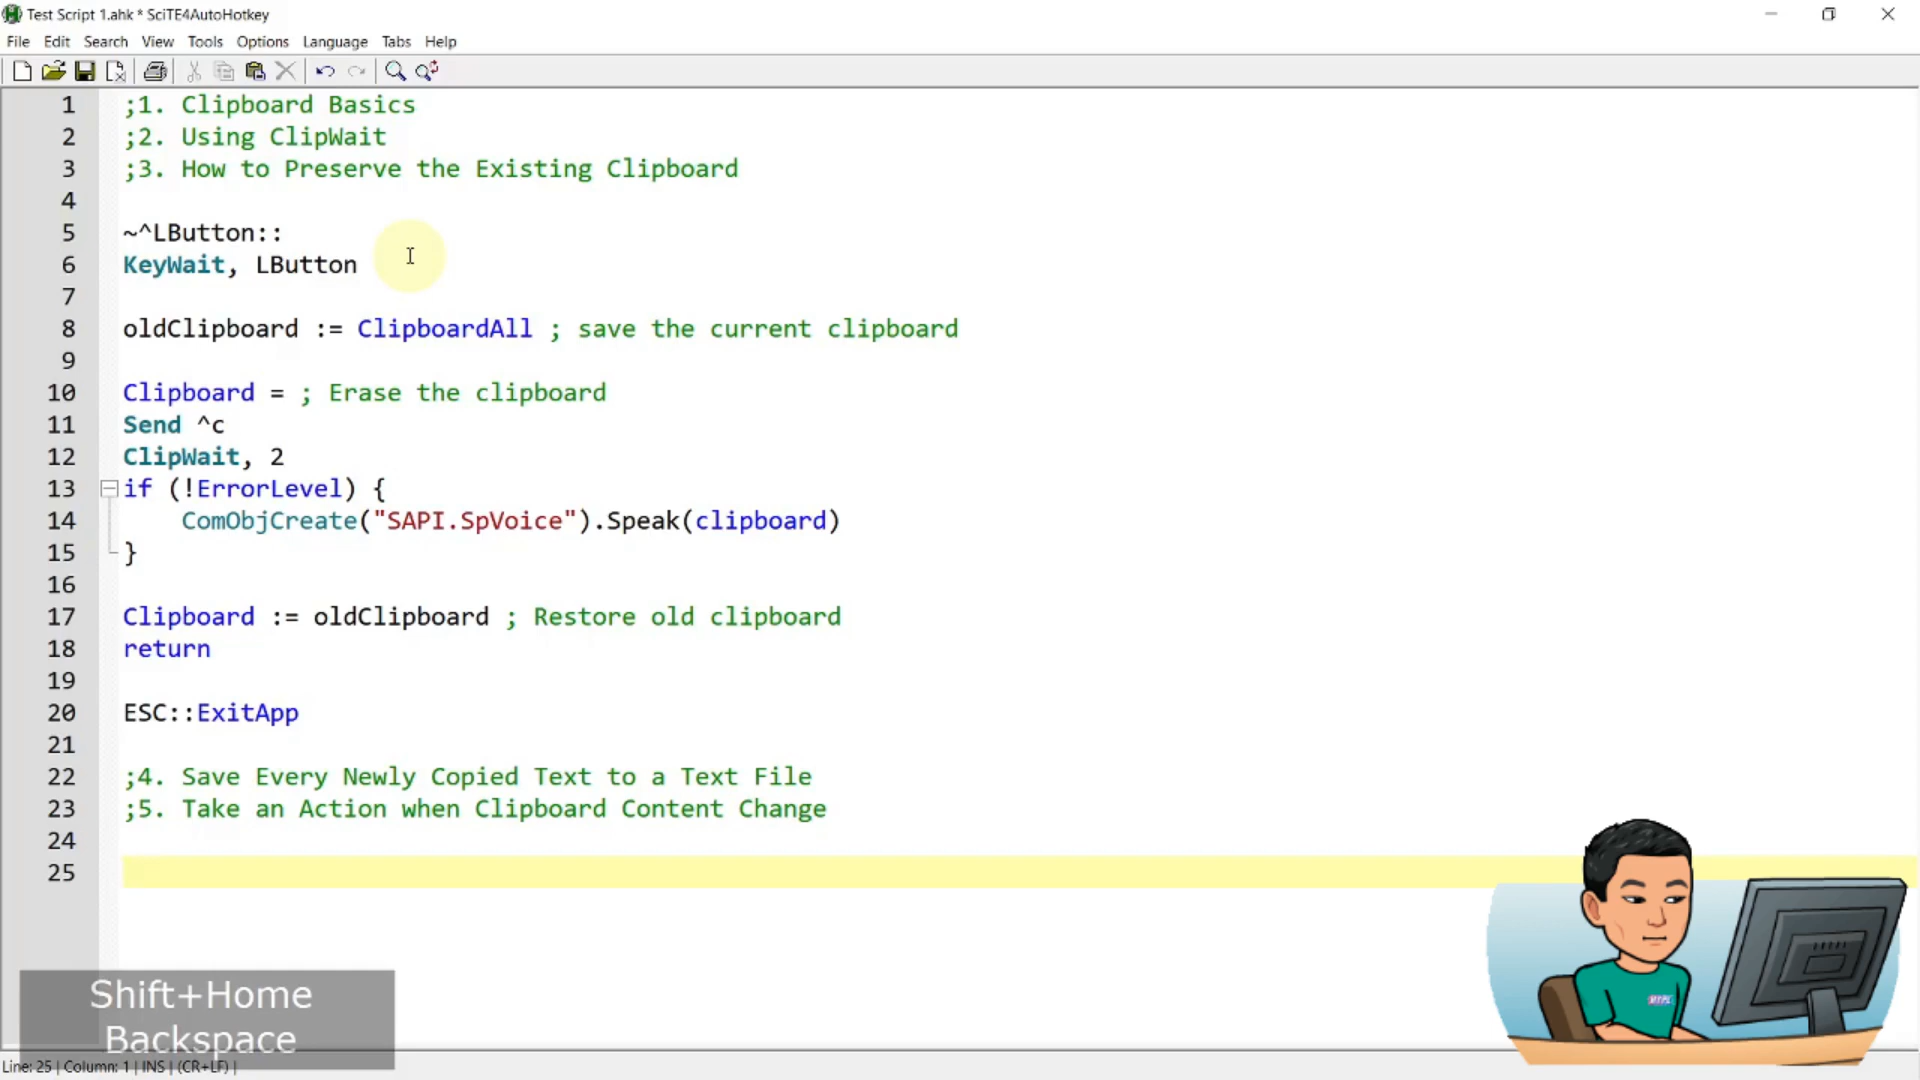 Test Script 1.ahk * SciTE4AutoHotkey
File Edit Search View Tools Options Language Tabs Help
1 ;1. Clipboard Basics
2 ;2. Using ClipWait
3 ;3. How to Preserve the Existing Clipboard
4
5 ~^LButton::
6 KeyWait, LButton
7
8 oldClipboard := ClipboardAll ; save the current clipboard
9
10 Clipboard = ; Erase the clipboard
11 Send ^c
12 ClipWait, 2
13 if (!ErrorLevel) {
14 ComObjCreate("SAPI.SpVoice").Speak(clipboard)
15 }
16
17 Clipboard := oldClipboard ; Restore old clipboard
18 return
19
20 ESC::ExitApp
21
22 ;4. Save Every Newly Copied Text to a Text File
23 ;5. Take an Action when Clipboard Content Change
24
25
Shift+Home
Backspace
Line: 25 | Column: 1 | INS | (CR+LF) |